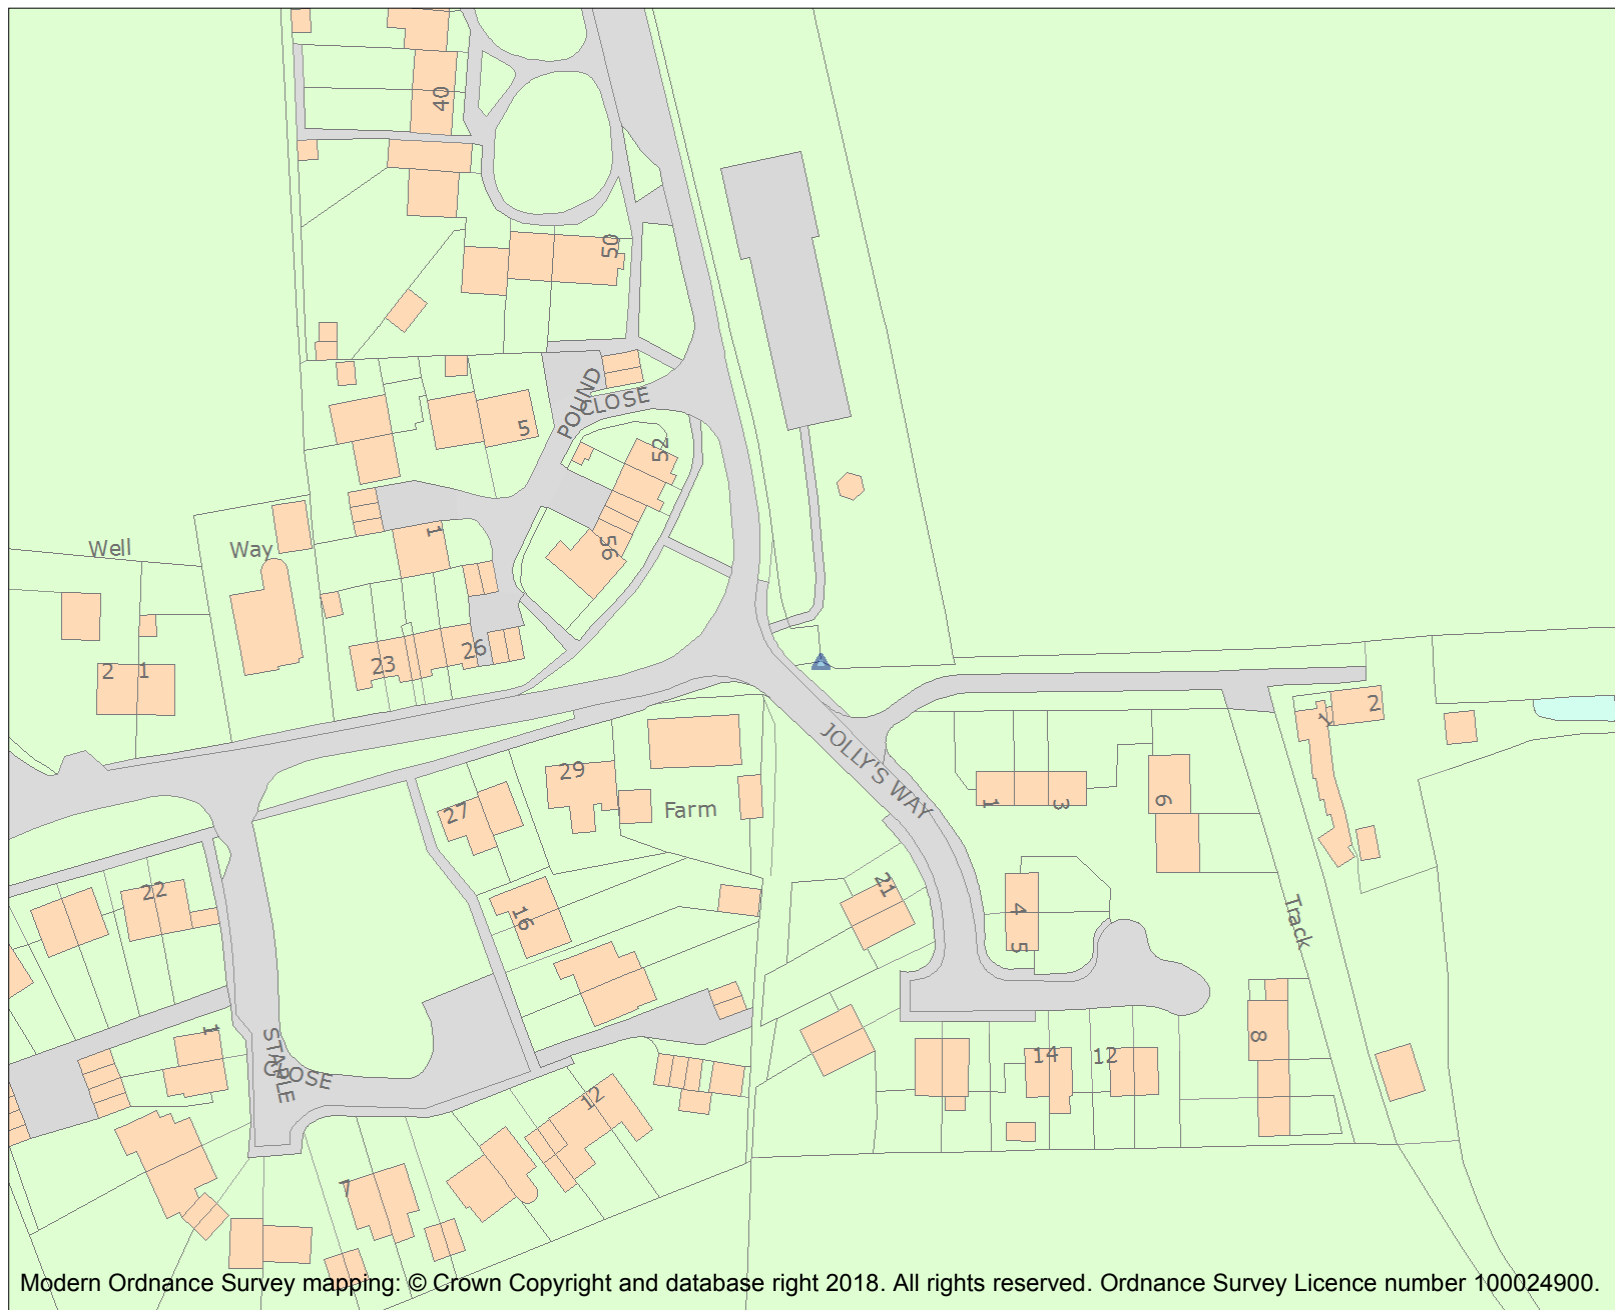 40
50
POUND
CLOSE
5
52
1
56
Well
Way
2 1
23
26
2
1
JOLLY'S WAY
29
27
Farm
1
3
6
22
16
21
4
5
Track
1
STAPLE
CLOSE
14
12
8
12
7
Modern Ordnance Survey mapping: © Crown Copyright and database right 2018. All rights reserved. Ordnance Survey Licence number 100024900.